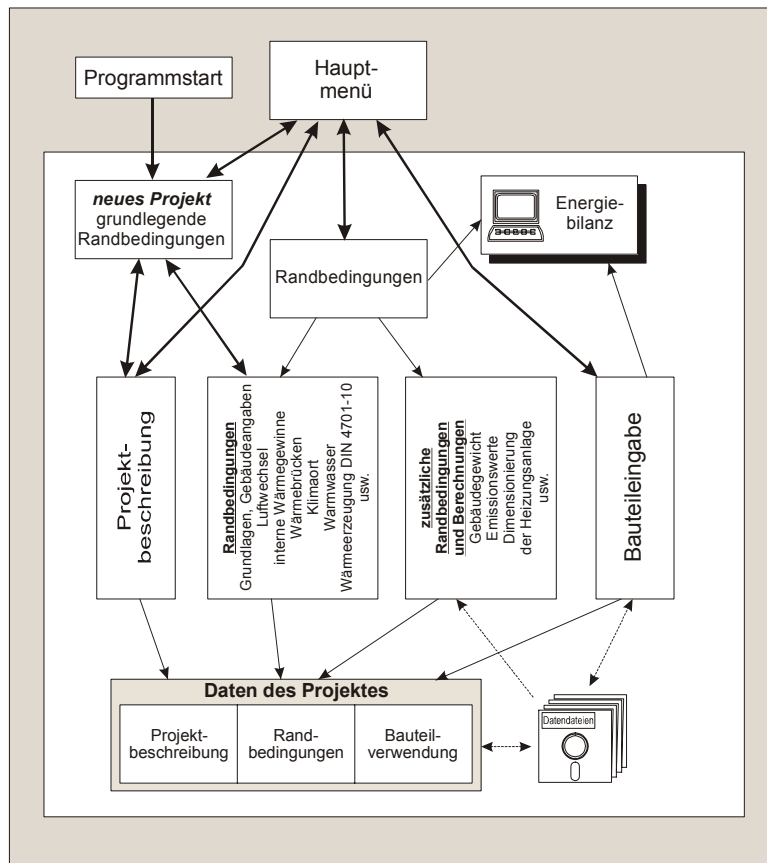 Programmstart
Haupt-
menü
neues Projekt
grundlegende
Randbedingungen
Energie-
bilanz
Randbedingungen
Projekt-
beschreibung
Randbedingungen
Grundlagen, Gebäudeangaben
Luftwechsel
interne Wärmegewinne
Wärmebrücken
Klimaort
Warmwasser
Wärmeerzeugung DIN 4701-10
usw.
zusätzliche
Randbedingungen
und Berechnungen
Gebäudegewicht
Emissionswerte
Dimensionierung
der Heizungsanlage
usw.
Bauteileingabe
Daten des Projektes
Projekt-
beschreibung
Rand-
bedingungen
Bauteil-
verwendung
Datendateien